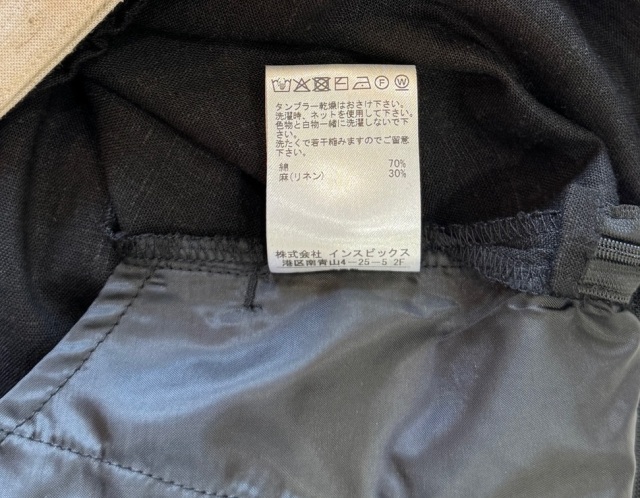 タンブラー乾燥はおさけ下さい。
洗濯時、ネットを使用して下さい。
色物と白物一緒に洗濯しないで下
さい。
洗たくで若干縮みますのでご留意
下さい。
綿 70%
麻(リネン) 30%
株式会社 インスピックス
港区南青山4-25-5 2F